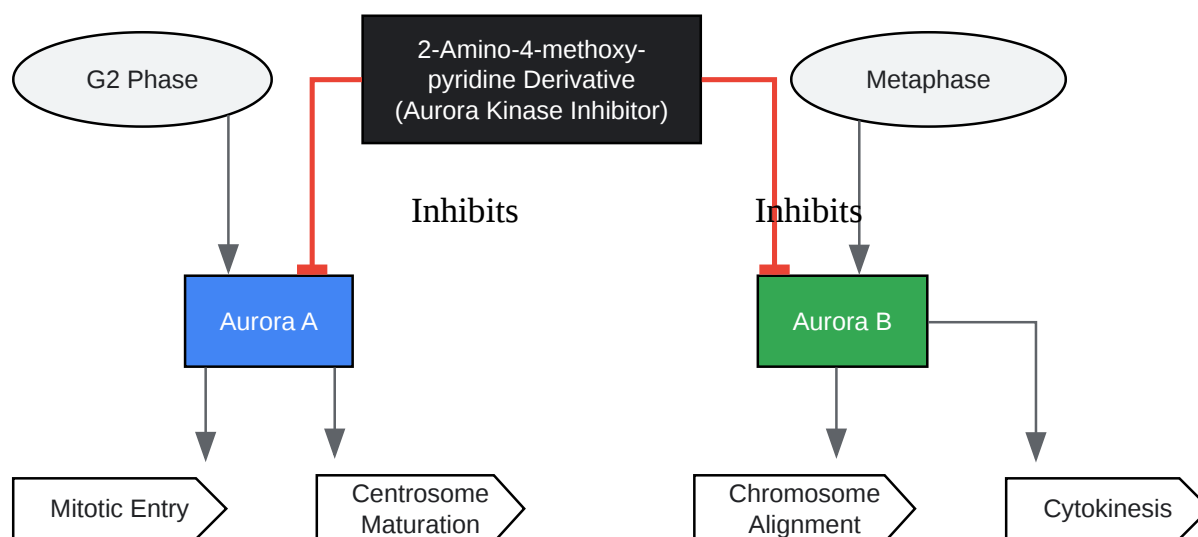 G2 Phase
2-Amino-4-methoxy-
pyridine Derivative
(Aurora Kinase Inhibitor)
Metaphase
Inhibits
Inhibits
Aurora A
Aurora B
Mitotic Entry
Centrosome
Maturation
Chromosome
Alignment
Cytokinesis